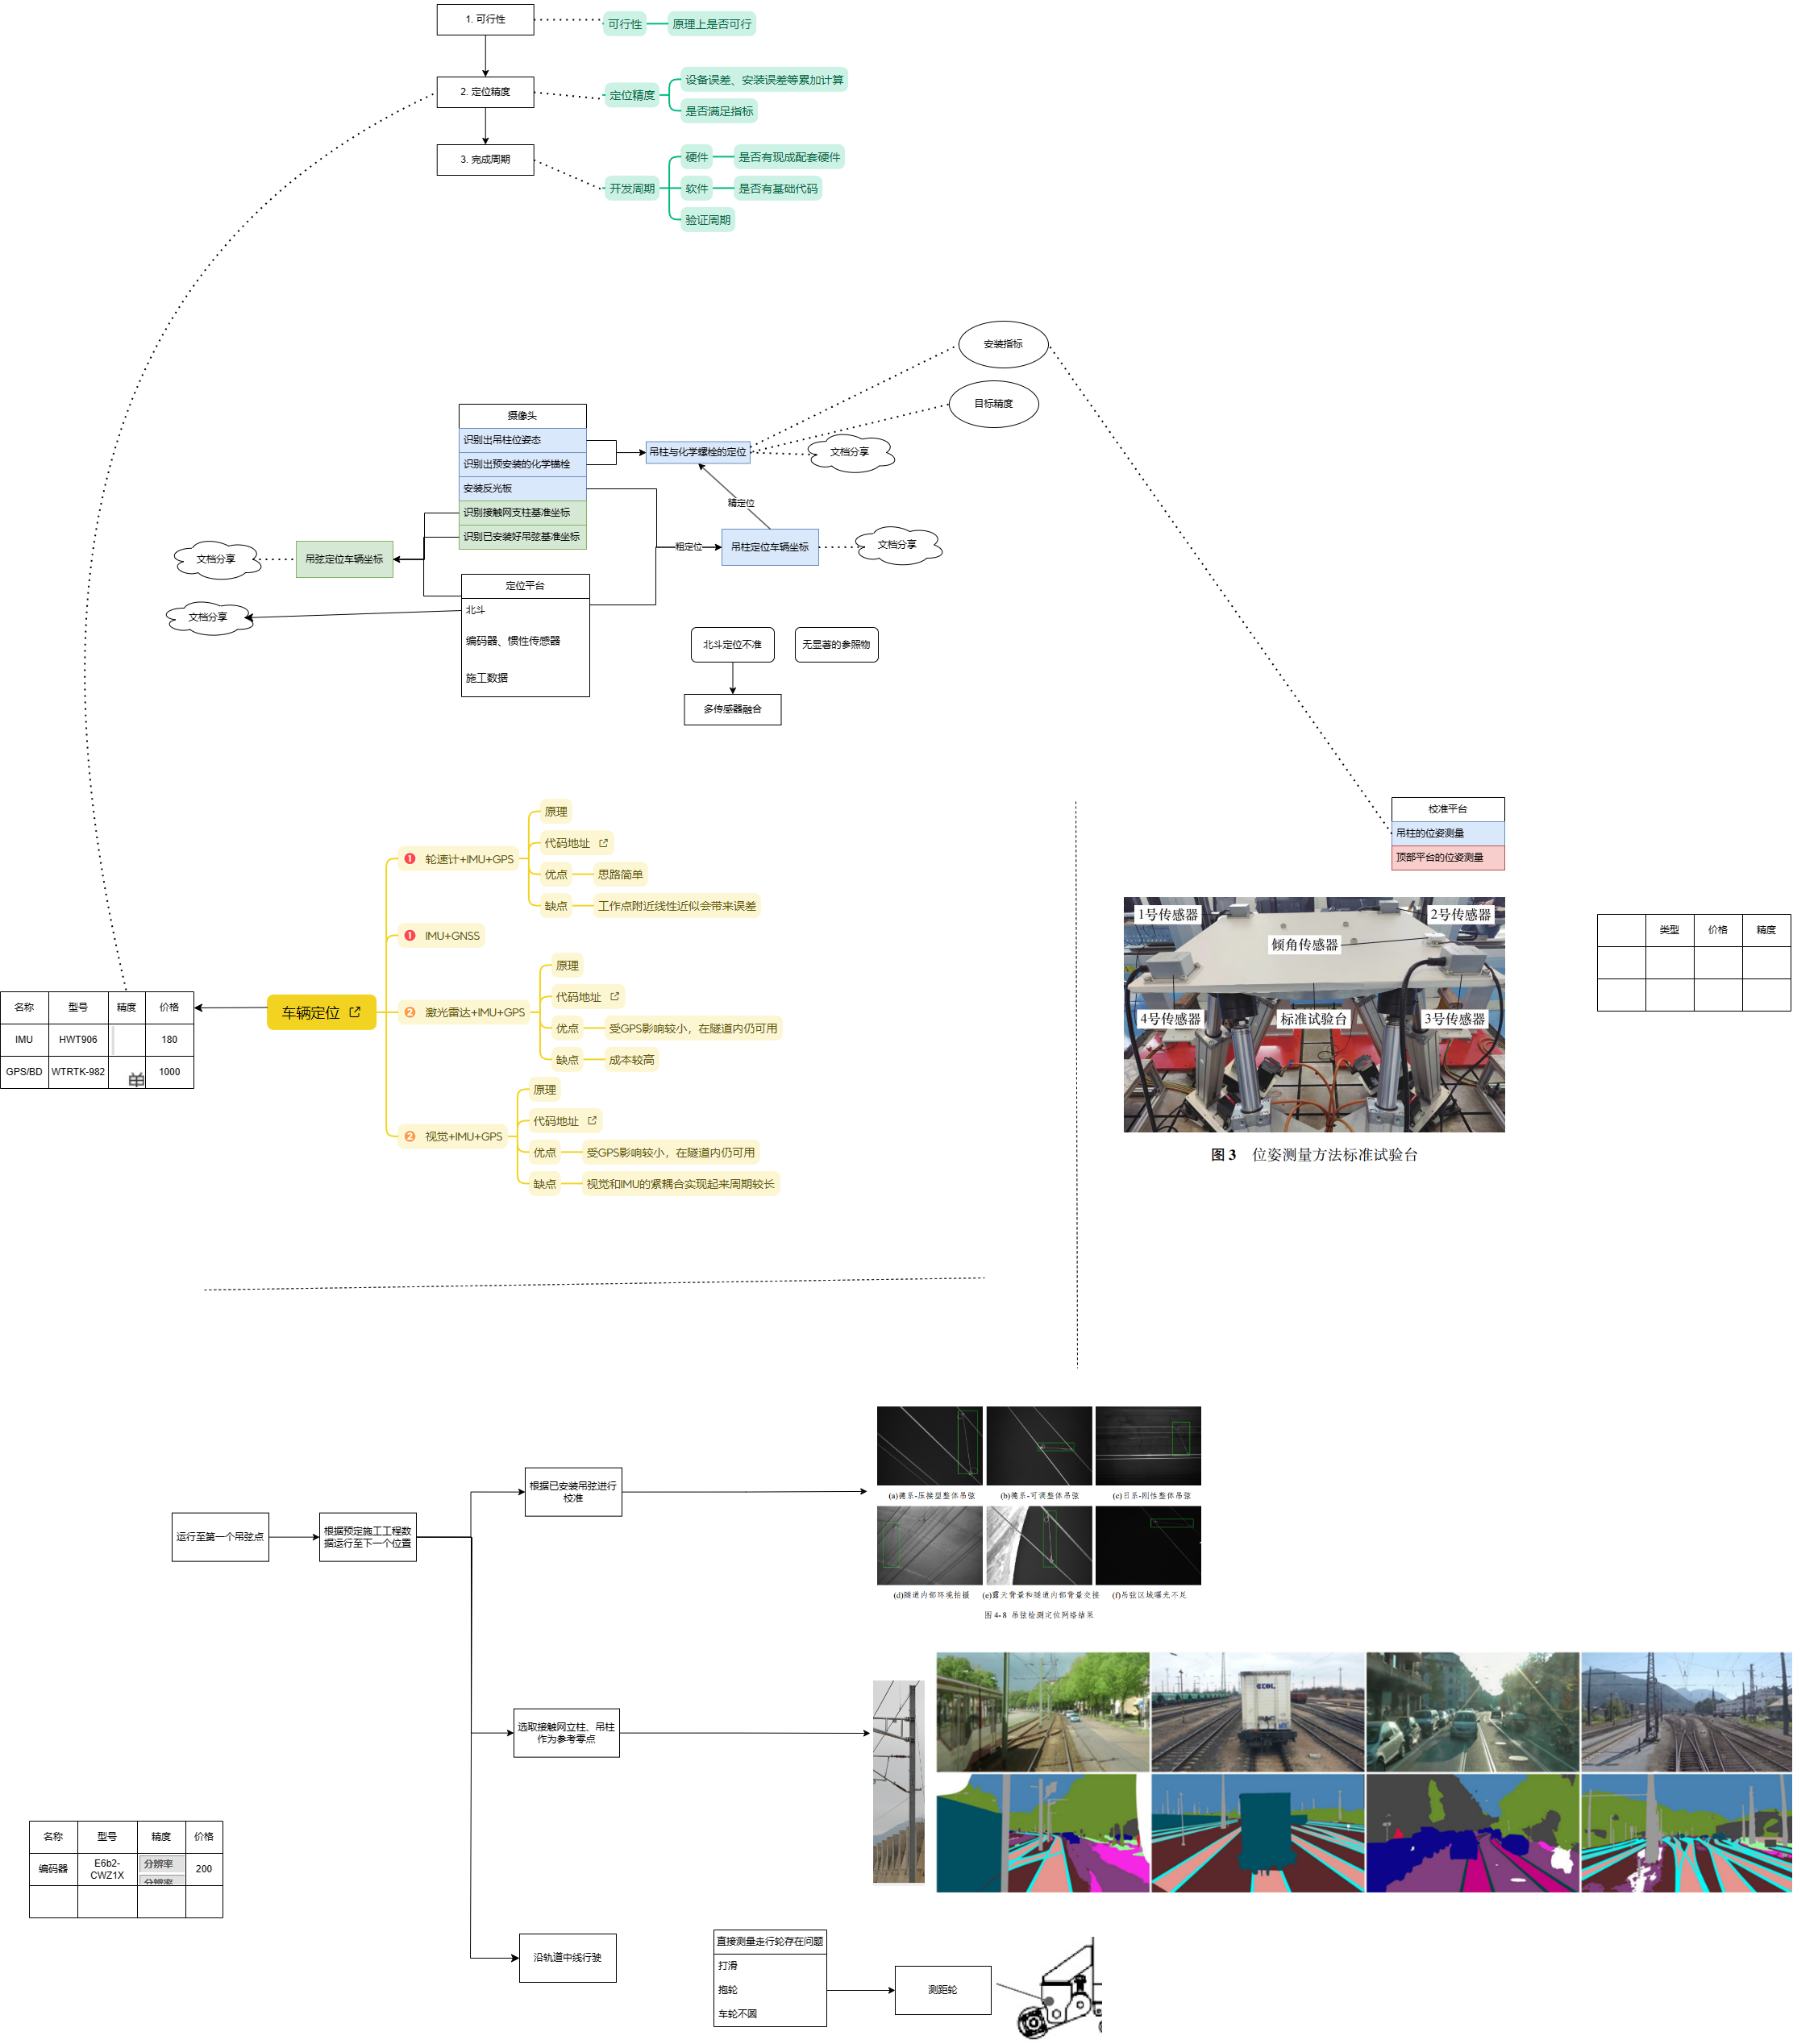 1. 可行性
可行性
原理上是否可行
2. 定位精度
定位精度
设备误差、安装误差等累加计算
是否满足指标
3. 完成周期
开发周期
硬件
是否有现成配套硬件
软件
是否有基础代码
验证周期
安装指标
目标精度
摄像头
识别出吊柱位姿态
识别出预安装的化学锚栓
安装反光板
识别接触网支柱基准坐标
识别已安装好吊弦基准坐标
吊柱与化学螺栓的定位
文档分享
精定位
粗定位
吊柱定位车辆坐标
文档分享
文档分享
吊弦定位车辆坐标
文档分享
定位平台
北斗
编码器、惯性传感器
施工数据
北斗定位不准
无显著的参照物
多传感器融合
校准平台
吊柱的位姿测量
顶部平台的位姿测量
车辆定位
1 轮速计+IMU+GPS
原理
代码地址
优点
思路简单
缺点
工作点附近线性近似会带来误差
1 IMU+GNSS
2 激光雷达+IMU+GPS
原理
代码地址
优点
受GPS影响较小，在隧道内仍可用
缺点
成本较高
2 视觉+IMU+GPS
原理
代码地址
优点
受GPS影响较小，在隧道内仍可用
缺点
视觉和IMU的紧耦合实现起来周期较长
名称 型号 精度 价格
IMU HWT906 180
GPS/BD WTRTK-982 单 1000
1号传感器
2号传感器
倾角传感器
4号传感器
标准试验台
3号传感器
图 3 位姿测量方法标准试验台
类型 价格 精度
运行至第一个吊弦点
根据预定施工工程数
据运行至下一个位置
根据已安装吊弦进行
校准
(a)德系-压接型整体吊弦
(b)德系-可调整体吊弦
(c)日系-刚性整体吊弦
(d)隧道内部环境拍摄
(e)露天背景和隧道内部背景交接
(f)吊弦区域曝光不足
图 4-8 吊弦检测定位网络结果
选取接触网立柱、吊柱
作为参考零点
沿轨道中线行驶
名称 型号 精度 价格
编码器 E6b2-
CWZ1X 分辨率 200
分辨率
直接测量走行轮存在问题
打滑
抱轮
车轮不圆
测距轮